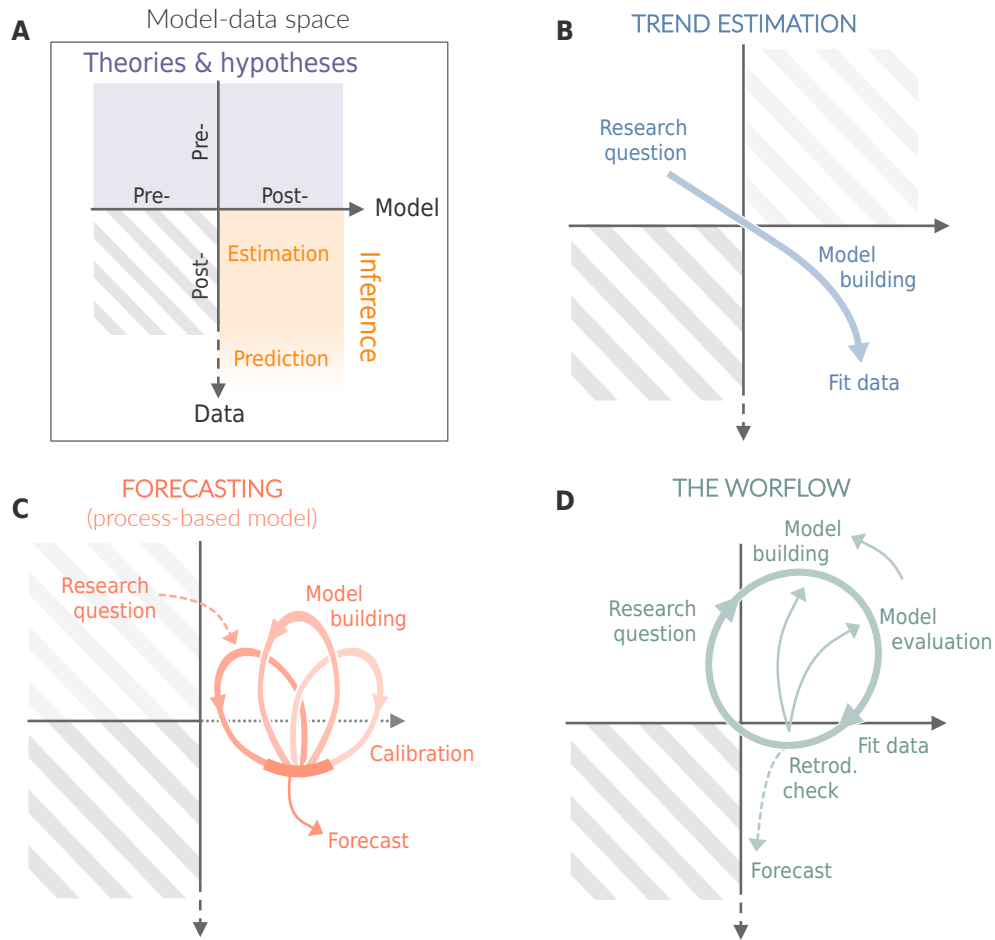 A
Model-data space
Theories & hypotheses
Pre-
Pre-
Post-
Model
Post-
Estimation
Inference
Prediction
Data
B
TREND ESTIMATION
Research
question
Model
building
Fit data
C
FORECASTING
(process-based model)
Research
question
Model
building
Calibration
Forecast
D
THE WORFLOW
Model
building
Research
question
Model
evaluation
Fit data
Retrod.
check
Forecast